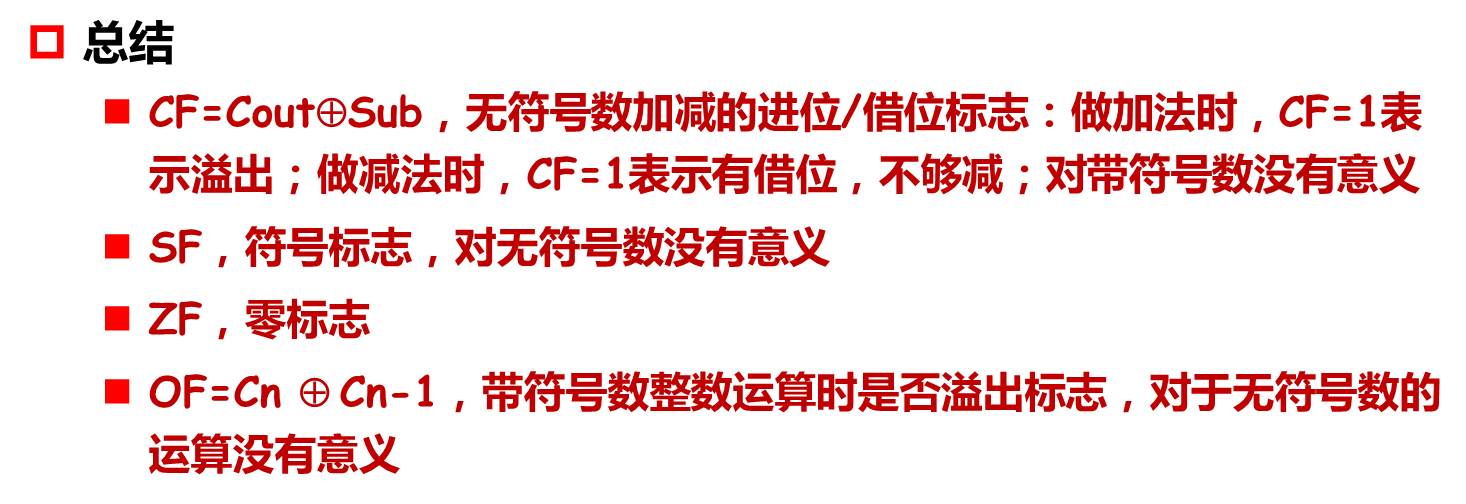 总结
CF=Cout⊕Sub，无符号数加减的进位/借位标志：做加法时，CF=1表
示溢出；做减法时，CF=1表示有借位，不够减；对带符号数没有意义
SF，符号标志，对无符号数没有意义
ZF，零标志
OF=Cn ⊕ Cn-1，带符号数整数运算时是否溢出标志，对于无符号数的
运算没有意义